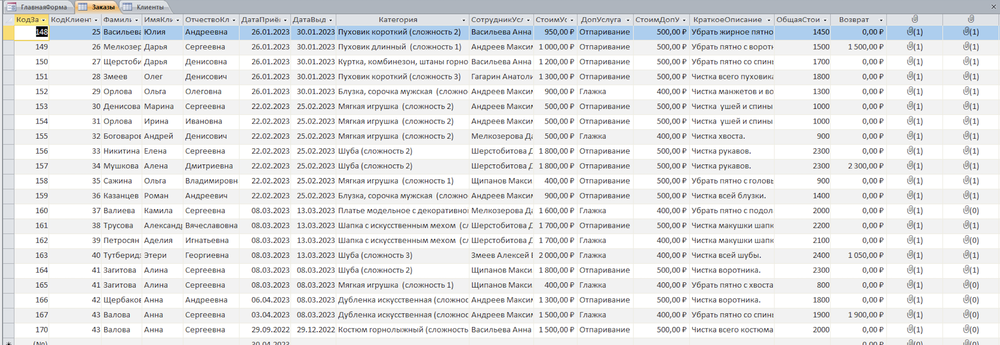 ГлавнаяФорма Заказы Клиенты
КодЗа КодКлиент Фамили ИмяКли ОтчествоКл ДатаПриё ДатаВыд Категория СотрудникУсл СтоимУс ДопУслуга СтоимДопУ КраткоеОписание ОбщаяСтои Возврат
148 25 Васильева Юлия Андреевна 26.01.2023 30.01.2023 Пуховик короткий (сложность 2) Васильева Анна 950,00 ₽ Отпаривание 500,00 ₽ Убрать жирное пятно 1450 0,00 ₽ (1) (1)
149 26 Мелкозер Дарья Сергеевна 26.01.2023 30.01.2023 Пуховик длинный (сложность 1) Андреев Максим 1 000,00 ₽ Отпаривание 500,00 ₽ Убрать пятно с ворот 1500 1 500,00 ₽ (1) (1)
150 27 Щерстоби Дарья Денисовна 26.01.2023 30.01.2023 Куртка, комбинезон, штаны горно Васильева Анна 1 200,00 ₽ Отпаривание 500,00 ₽ Убрать пятно со спин 1700 0,00 ₽ (1) (1)
151 28 Змеев Олег Денисович 26.01.2023 30.01.2023 Пуховик короткий (сложность 3) Гагарин Анатоли 1 300,00 ₽ Отпаривание 500,00 ₽ Чистка всего пуховика 1800 0,00 ₽ (1) (1)
152 29 Орлова Ольга Олеговна 26.01.2023 30.01.2023 Блузка, сорочка мужская (сложно Андреев Максим 900,00 ₽ Глажка 400,00 ₽ Чистка манжетов и во 1300 0,00 ₽ (1) (1)
153 30 Денисова Марина Сергеевна 22.02.2023 25.02.2023 Мягкая игрушка (сложность 2) Андреев Максим 500,00 ₽ Отпаривание 500,00 ₽ Чистка ушей и спины 1000 0,00 ₽ (1) (1)
154 31 Орлова Ирина Ивановна 22.02.2023 25.02.2023 Мягкая игрушка (сложность 2) Андреев Максим 500,00 ₽ Отпаривание 500,00 ₽ Чистка ушей и спины 1000 0,00 ₽ (1) (1)
155 32 Боговаров Андрей Денисович 22.02.2023 25.02.2023 Мягкая игрушка (сложность 2) Мелкозерова Да 500,00 ₽ Глажка 400,00 ₽ Чистка хвоста. 900 0,00 ₽ (1) (1)
156 33 Никитина Елена Сергеевна 22.02.2023 25.02.2023 Шуба (сложность 2) Шерстобитова Д 1 800,00 ₽ Отпаривание 500,00 ₽ Чистка рукавов. 2300 0,00 ₽ (1) (1)
157 34 Мушкова Алена Дмитриевна 22.02.2023 25.02.2023 Шуба (сложность 2) Шерстобитова Д 1 800,00 ₽ Отпаривание 500,00 ₽ Чистка рукавов. 2300 2 300,00 ₽ (1) (1)
158 35 Сажина Ольга Владимировн 22.02.2023 25.02.2023 Мягкая игрушка (сложность 1) Щипанов Макси 400,00 ₽ Отпаривание 500,00 ₽ Убрать пятно с голов 900 0,00 ₽ (1) (1)
159 36 Казанцев Роман Андреевич 22.02.2023 25.02.2023 Блузка, сорочка мужская (сложно Андреев Максим 900,00 ₽ Отпаривание 500,00 ₽ Чистка всей блузки. 1400 0,00 ₽ (1) (1)
160 37 Валиева Камила Сергеевна 08.03.2023 13.03.2023 Платье модельное с декоративно Мелкозерова Да 1 600,00 ₽ Глажка 400,00 ₽ Убрать пятно с подол 2000 0,00 ₽ (1) (0)
161 38 Трусова Александр Вячеславовна 08.03.2023 13.03.2023 Шапка с искусственным мехом (сл Шерстобитова Д 1 700,00 ₽ Отпаривание 500,00 ₽ Чистка макушки шапк 2200 0,00 ₽ (1) (1)
162 39 Петросян Аделия Игнатьевна 08.03.2023 13.03.2023 Шапка с искусственным мехом (сл Шерстобитова Д 1 700,00 ₽ Глажка 400,00 ₽ Чистка макушки шапк 2100 0,00 ₽ (1) (0)
163 40 Тутберидз Этери Георгиевна 08.03.2023 13.03.2023 Шуба (сложность 3) Змеев Алексей 2 000,00 ₽ Глажка 400,00 ₽ Чистка всей шубы. 2400 1 050,00 ₽ (1) (0)
164 41 Загитова Алина Сергеевна 08.03.2023 08.03.2023 Шуба (сложность 2) Щипанов Макси 1 800,00 ₽ Отпаривание 500,00 ₽ Чистка воротника. 2300 0,00 ₽ (1) (1)
165 41 Загитова Алина Сергеевна 08.03.2023 08.03.2023 Мягкая игрушка (сложность 1) Щипанов Макси 400,00 ₽ Глажка 400,00 ₽ Убрать пятно с хвоста 800 0,00 ₽ (1) (0)
166 42 Щербаков Анна Андреевна 06.04.2023 08.03.2023 Дубленка искусственная (сложнос Андреев Максим 1 300,00 ₽ Отпаривание 500,00 ₽ Чистка воротника. 1800 0,00 ₽ (1) (0)
167 43 Валова Анна Сергеевна 03.04.2023 08.03.2023 Дубленка искусственная (сложнос Андреев Максим 1 500,00 ₽ Глажка 400,00 ₽ Убрать пятно со спин 1900 1 900,00 ₽ (1) (0)
170 43 Валова Анна Сергеевна 29.09.2022 29.12.2022 Костюм горнолыжный (сложность Васильева Анна 1 500,00 ₽ Отпаривание 500,00 ₽ Чистка всего костюма 2000 0,00 ₽ (1) (0)
(№) 30.04.2023 0,00 ₽ (0) (0)